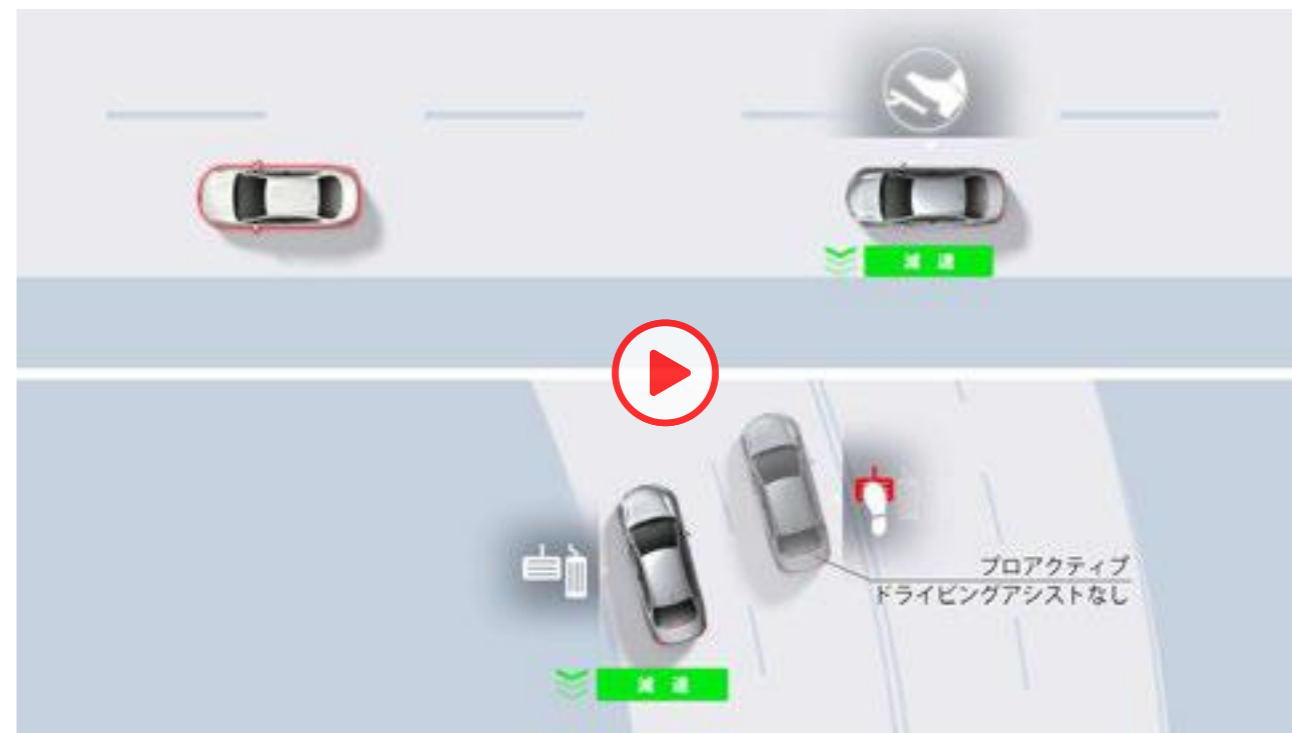 減速
プロアクティブ
ドライビングアシストなし
減速